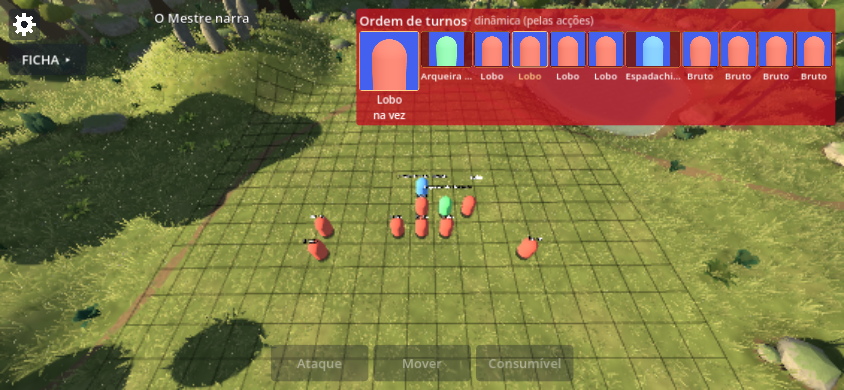 O Mestre narra
Ordem de turnos dinâmica (pelas acções)
FICHA
Arqueira ... Lobo Lobo Lobo Lobo Espadachi... Bruto Bruto Bruto Bruto
Lobo
na vez
Ataque Mover Consumível